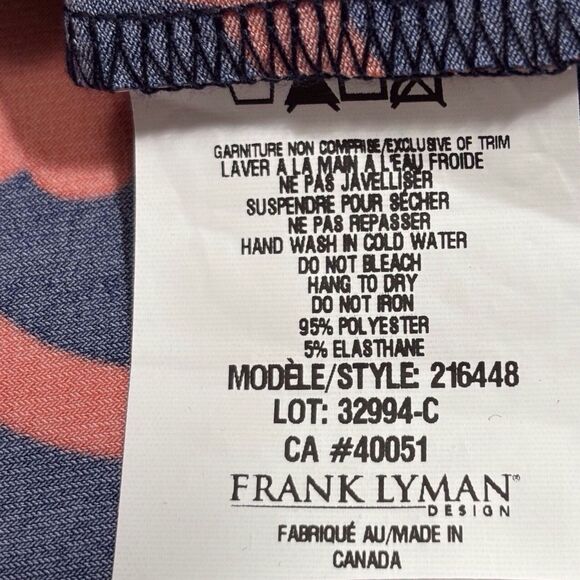 GARNITURE NON COMPRISE/EXCLUSIVE OF TRIM
LAVER A LA MAIN A L'EAU FROIDE
NE PAS JAVELLISER
SUSPENDRE POUR SÉCHER
NE PAS REPASSER
HAND WASH IN COLD WATER
DO NOT BLEACH
HANG TO DRY
DO NOT IRON
95% POLYESTER
5% ELASTHANE
MODÈLE/STYLE: 216448
LOT: 32994-C
CA #40051
FRANK LYMAN®
DESIGN
FABRIQUÉ AU/MADE IN
CANADA